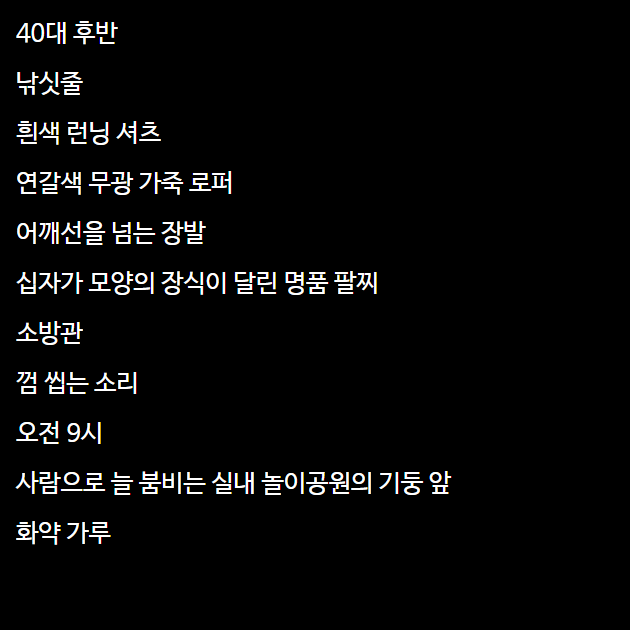 40대 후반
낚싯줄
흰색 런닝 셔츠
연갈색 무광 가죽 로퍼
어깨선을 넘는 장발
십자가 모양의 장식이 달린 명품 팔찌
소방관
껌 씹는 소리
오전 9시
사람으로 늘 붐비는 실내 놀이공원의 기둥 앞
화약 가루